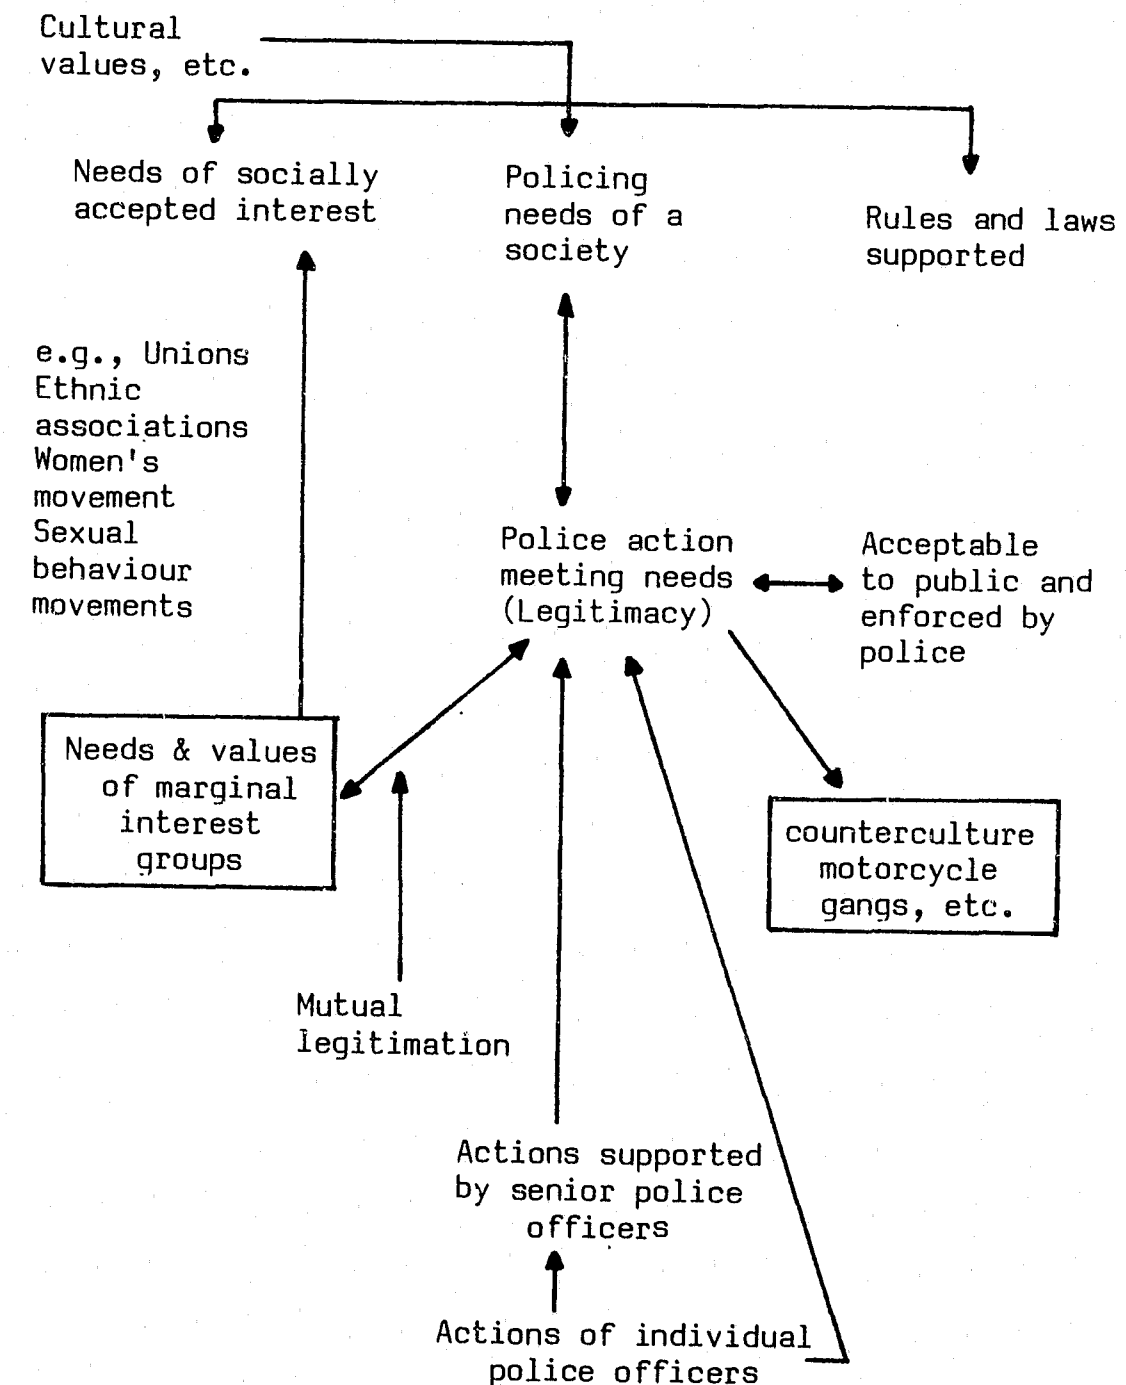 Cultural
values, etc.
Needs of socially
accepted interest
Policing
needs of a
society
Rules and laws
supported
e.g., Unions
Ethnic
associations
Women's
movement
Sexual
behaviour
movements
Police action
meeting needs
(Legitimacy)
Acceptable
to public and
enforced by
police
Needs & values
of marginal
interest
groups
counterculture
motorcycle
gangs, etc.
Mutual
legitimation
Actions supported
by senior police
officers
Actions of individual
police officers